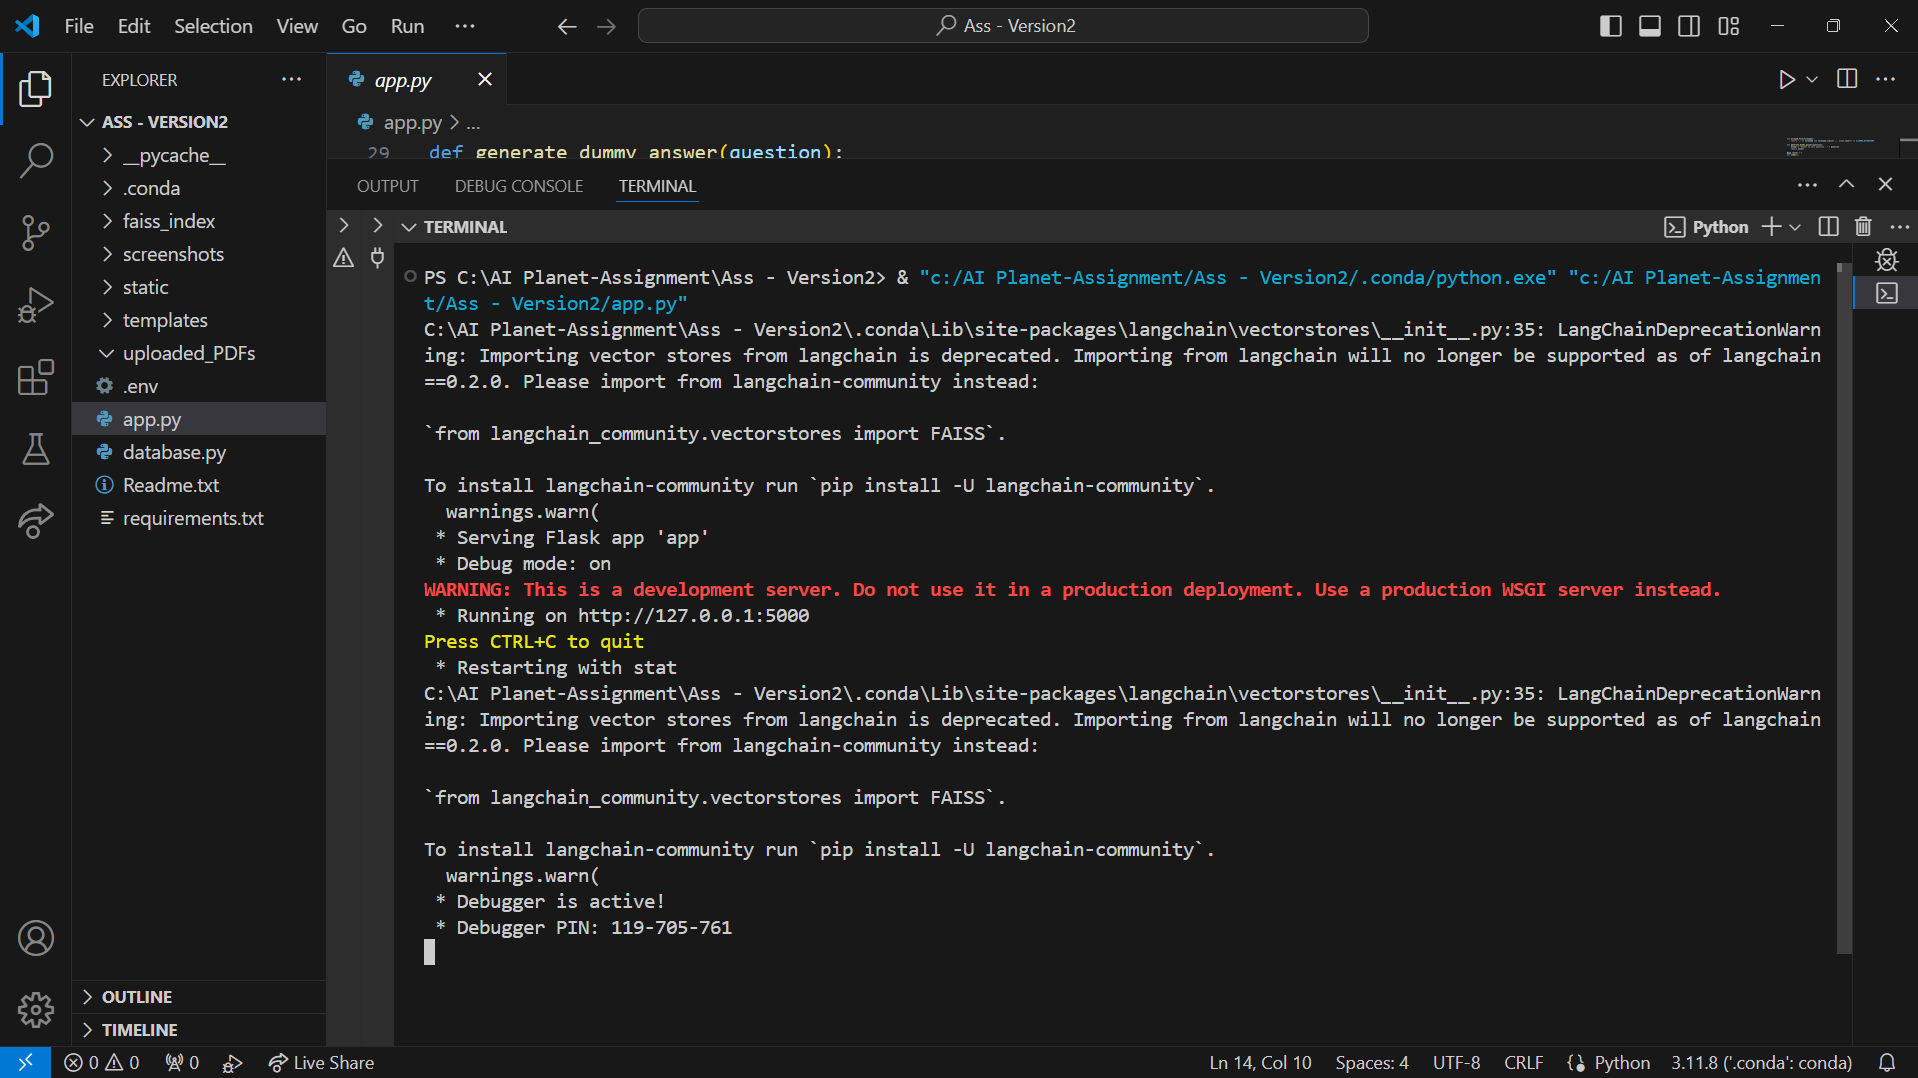 File Edit Selection View Go Run ···
Ass - Version2
EXPLORER
ASS - VERSION2
__pycache__
.conda
faiss_index
screenshots
static
templates
uploaded_PDFs
.env
app.py
database.py
Readme.txt
requirements.txt
OUTLINE
TIMELINE
app.py
app.py > ...
29 def generate_dummy_answer(question):
OUTPUT DEBUG CONSOLE TERMINAL
TERMINAL
Python
PS C:\AI Planet-Assignment\Ass - Version2> & "c:/AI Planet-Assignment/Ass - Version2/.conda/python.exe" "c:/AI Planet-Assignmen
t/Ass - Version2/app.py"
C:\AI Planet-Assignment\Ass - Version2\.conda\Lib\site-packages\langchain\vectorstores\__init__.py:35: LangChainDeprecationWarn
ing: Importing vector stores from langchain is deprecated. Importing from langchain will no longer be supported as of langchain
==0.2.0. Please import from langchain-community instead:
`from langchain_community.vectorstores import FAISS`.
To install langchain-community run `pip install -U langchain-community`.
warnings.warn(
* Serving Flask app 'app'
* Debug mode: on
WARNING: This is a development server. Do not use it in a production deployment. Use a production WSGI server instead.
* Running on http://127.0.0.1:5000
Press CTRL+C to quit
* Restarting with stat
C:\AI Planet-Assignment\Ass - Version2\.conda\Lib\site-packages\langchain\vectorstores\__init__.py:35: LangChainDeprecationWarn
ing: Importing vector stores from langchain is deprecated. Importing from langchain will no longer be supported as of langchain
==0.2.0. Please import from langchain-community instead:
`from langchain_community.vectorstores import FAISS`.
To install langchain-community run `pip install -U langchain-community`.
warnings.warn(
* Debugger is active!
* Debugger PIN: 119-705-761
0 0 0 Live Share Ln 14, Col 10 Spaces: 4 UTF-8 CRLF Python 3.11.8 ('.conda': conda)